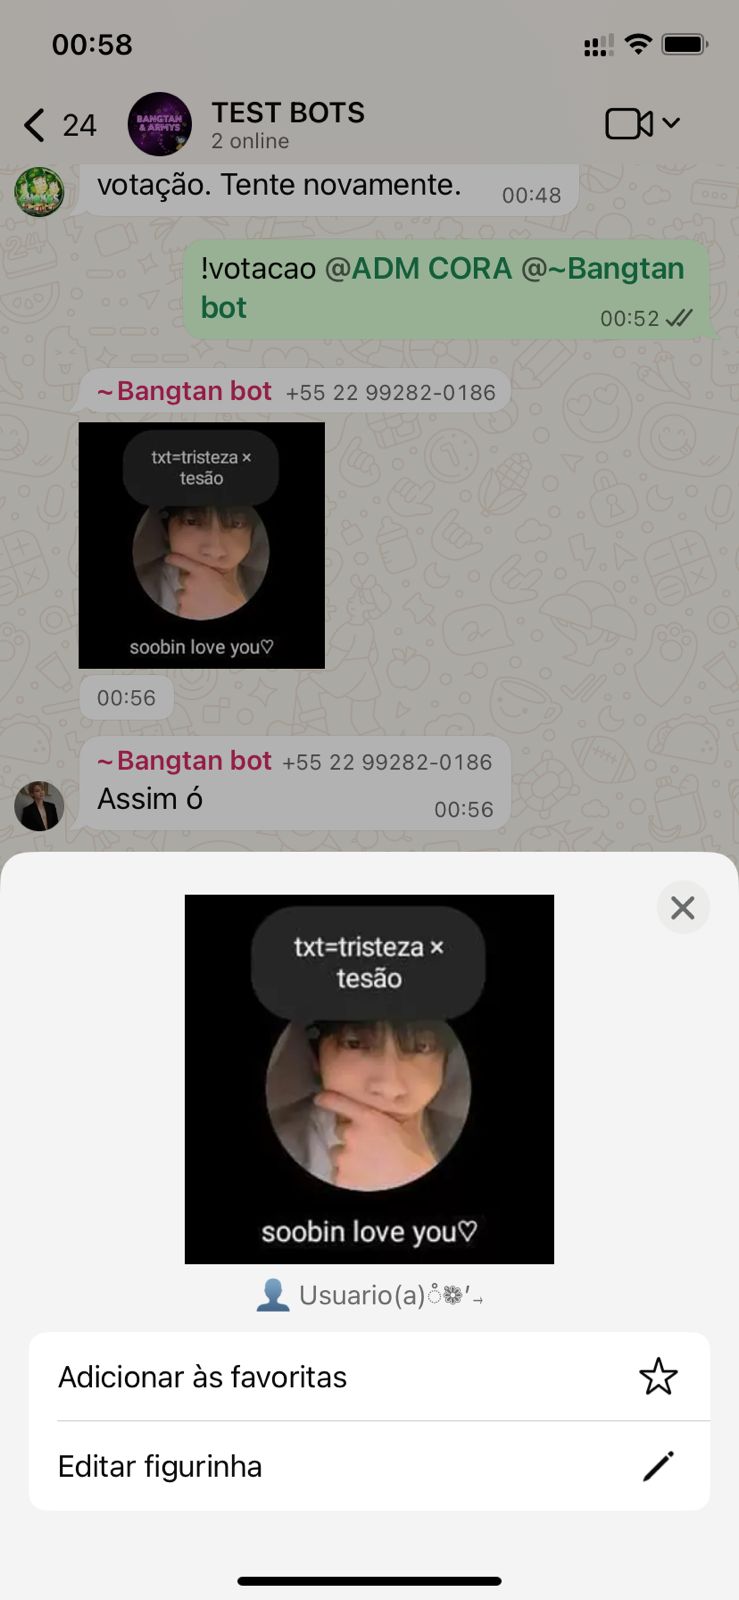 00:58
24
BANGTAN
& ARMYS
TEST BOTS
2 online
votação. Tente novamente.
00:48
!votacao @ADM CORA @~Bangtan
bot
00:52
~Bangtan bot +55 22 99282-0186
txt=tristeza ×
tesão
soobin love you♡
00:56
~Bangtan bot +55 22 99282-0186
Assim ó
00:56
txt=tristeza ×
tesão
soobin love you♡
👤 Usuario(a)ੰ❁′→
Adicionar às favoritas
Editar figurinha